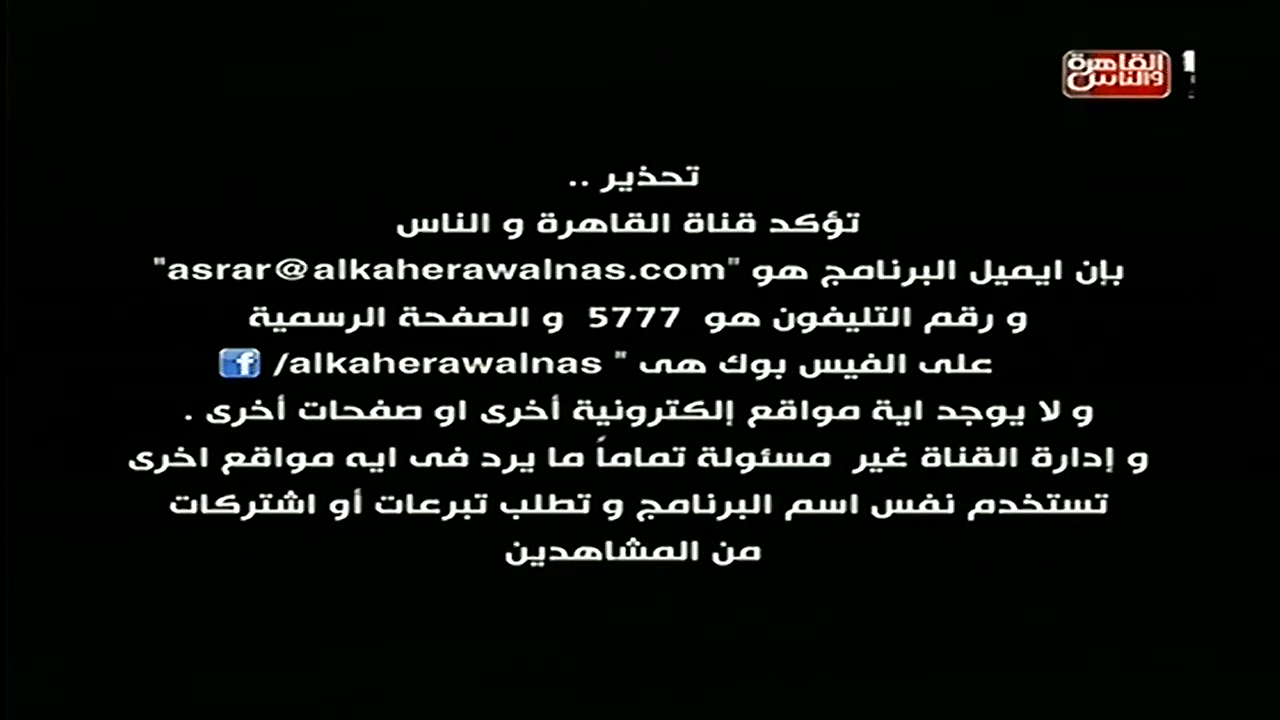 القاهرة
والناس
تحذير ..
تؤكد قناة القاهرة و الناس
بإن ايميل البرنامج هو "asrar@alkaherawalnas.com"
و رقم التليفون هو 5777 و الصفحة الرسمية
على الفيس بوك هى " alkaherawalnas/ f
و لا يوجد اية مواقع إلكترونية أخرى او صفحات أخرى .
و إدارة القناة غير مسئولة تماماً ما يرد فى ايه مواقع اخرى
تستخدم نفس اسم البرنامج و تطلب تبرعات أو اشتركات
من المشاهدين